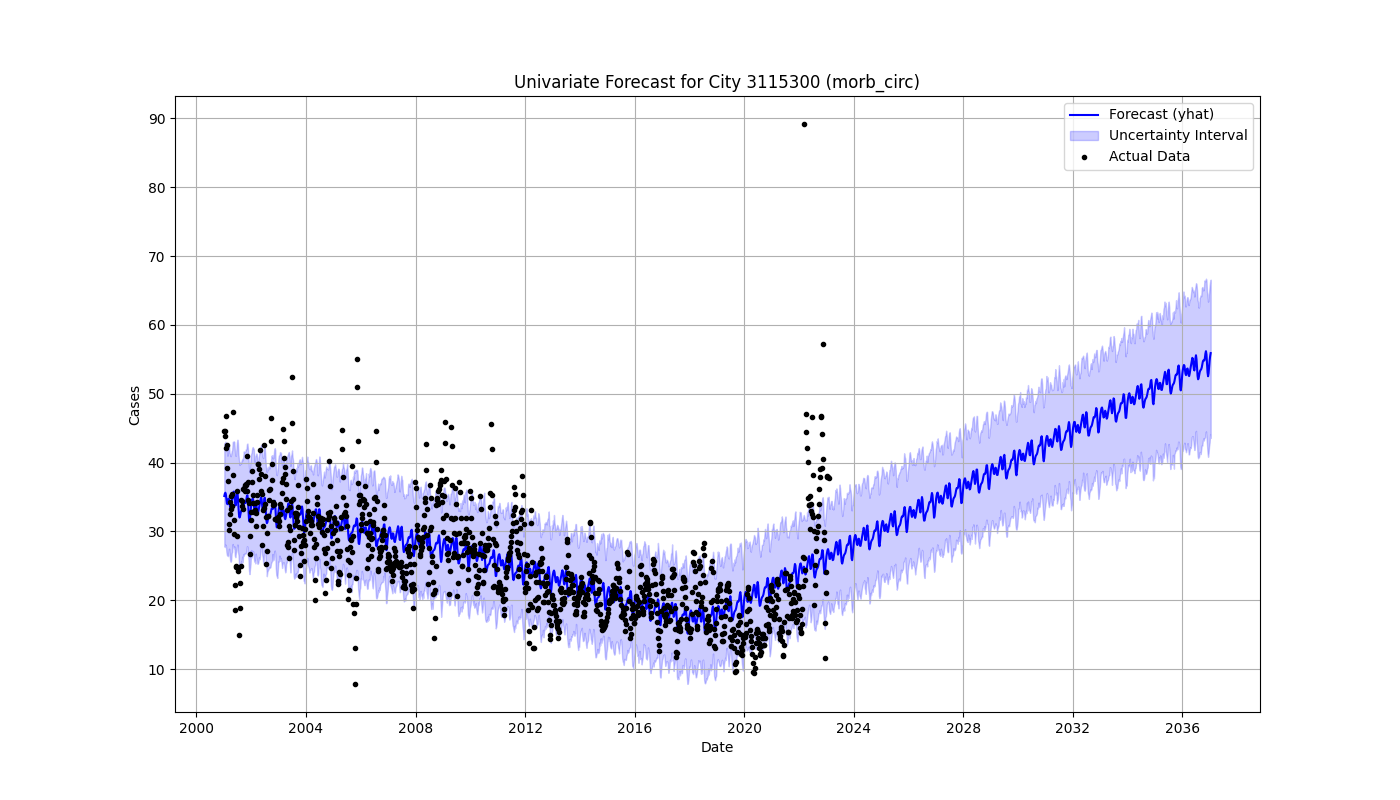 Univariate Forecast for City 3115300 (morb_circ)
Forecast (yhat)
Uncertainty Interval
Actual Data
90
80
70
60
50
40
30
20
10
Cases
2000 2004 2008 2012 2016 2020 2024 2028 2032 2036
Date